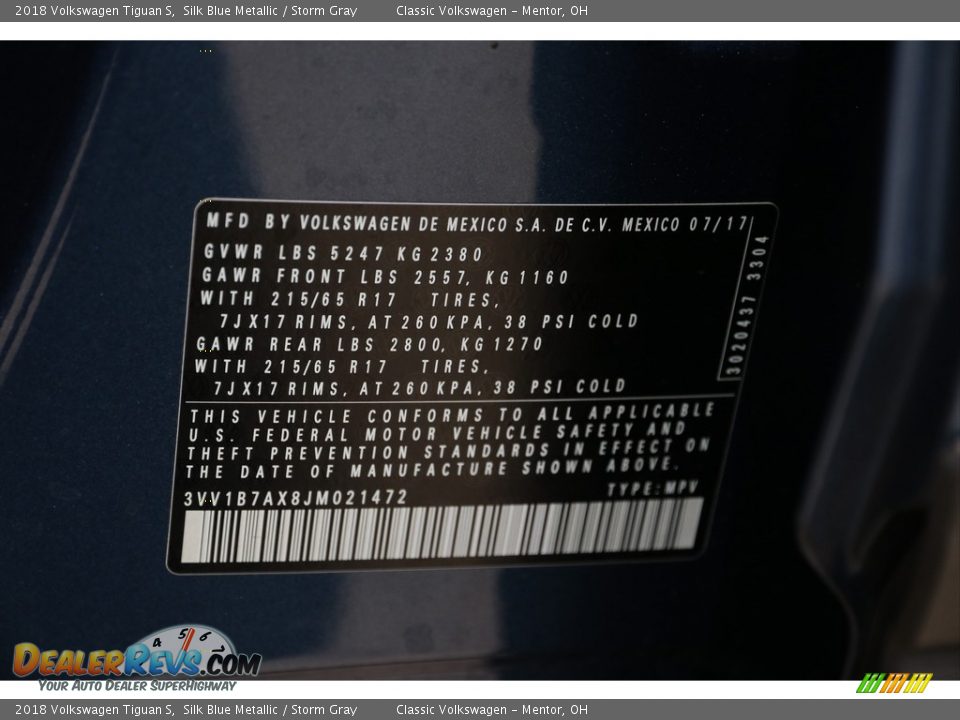 2018 Volkswagen Tiguan S, Silk Blue Metallic / Storm Gray Classic Volkswagen - Mentor, OH
MFD BY VOLKSWAGEN DE MEXICO S.A. DE C.V. MEXICO 07/17
GVWR LBS 5247 KG 2380
GAWR FRONT LBS 2557, KG 1160
WITH 215/65 R17 TIRES,
7JX17 RIMS, AT 260 KPA, 38 PSI COLD
GAWR REAR LBS 2800, KG 1270
WITH 215/65 R17 TIRES,
7JX17 RIMS, AT 260 KPA, 38 PSI COLD
3020437 3304
THIS VEHICLE CONFORMS TO ALL APPLICABLE
U.S. FEDERAL MOTOR VEHICLE SAFETY AND
THEFT PREVENTION STANDARDS IN EFFECT ON
THE DATE OF MANUFACTURE SHOWN ABOVE.
3VV1B7AX8JM021472 TYPE: MPV
4 5 6 7
DEALERREVS.COM
YOUR AUTO DEALER SUPERHIGHWAY
2018 Volkswagen Tiguan S, Silk Blue Metallic / Storm Gray Classic Volkswagen - Mentor, OH